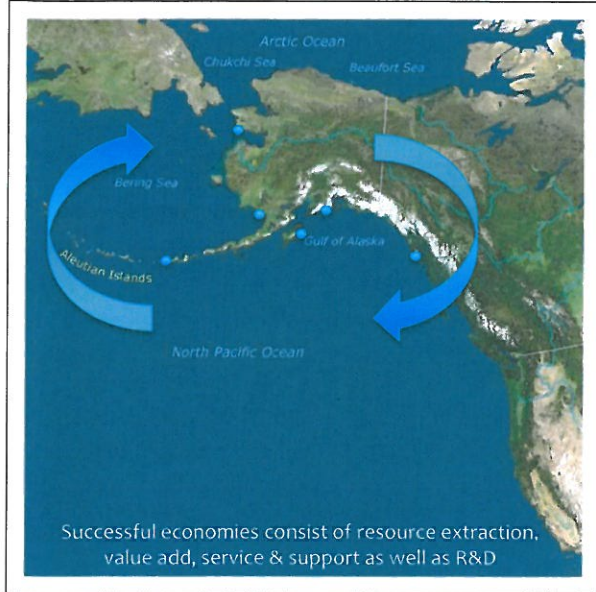 Arctic Ocean
Chukchi Sea
Beaufort Sea
Bering Sea
Gulf of Alaska
Aleutian Islands
North Pacific Ocean
Successful economies consist of resource extraction,
value add, service & support as well as R&D